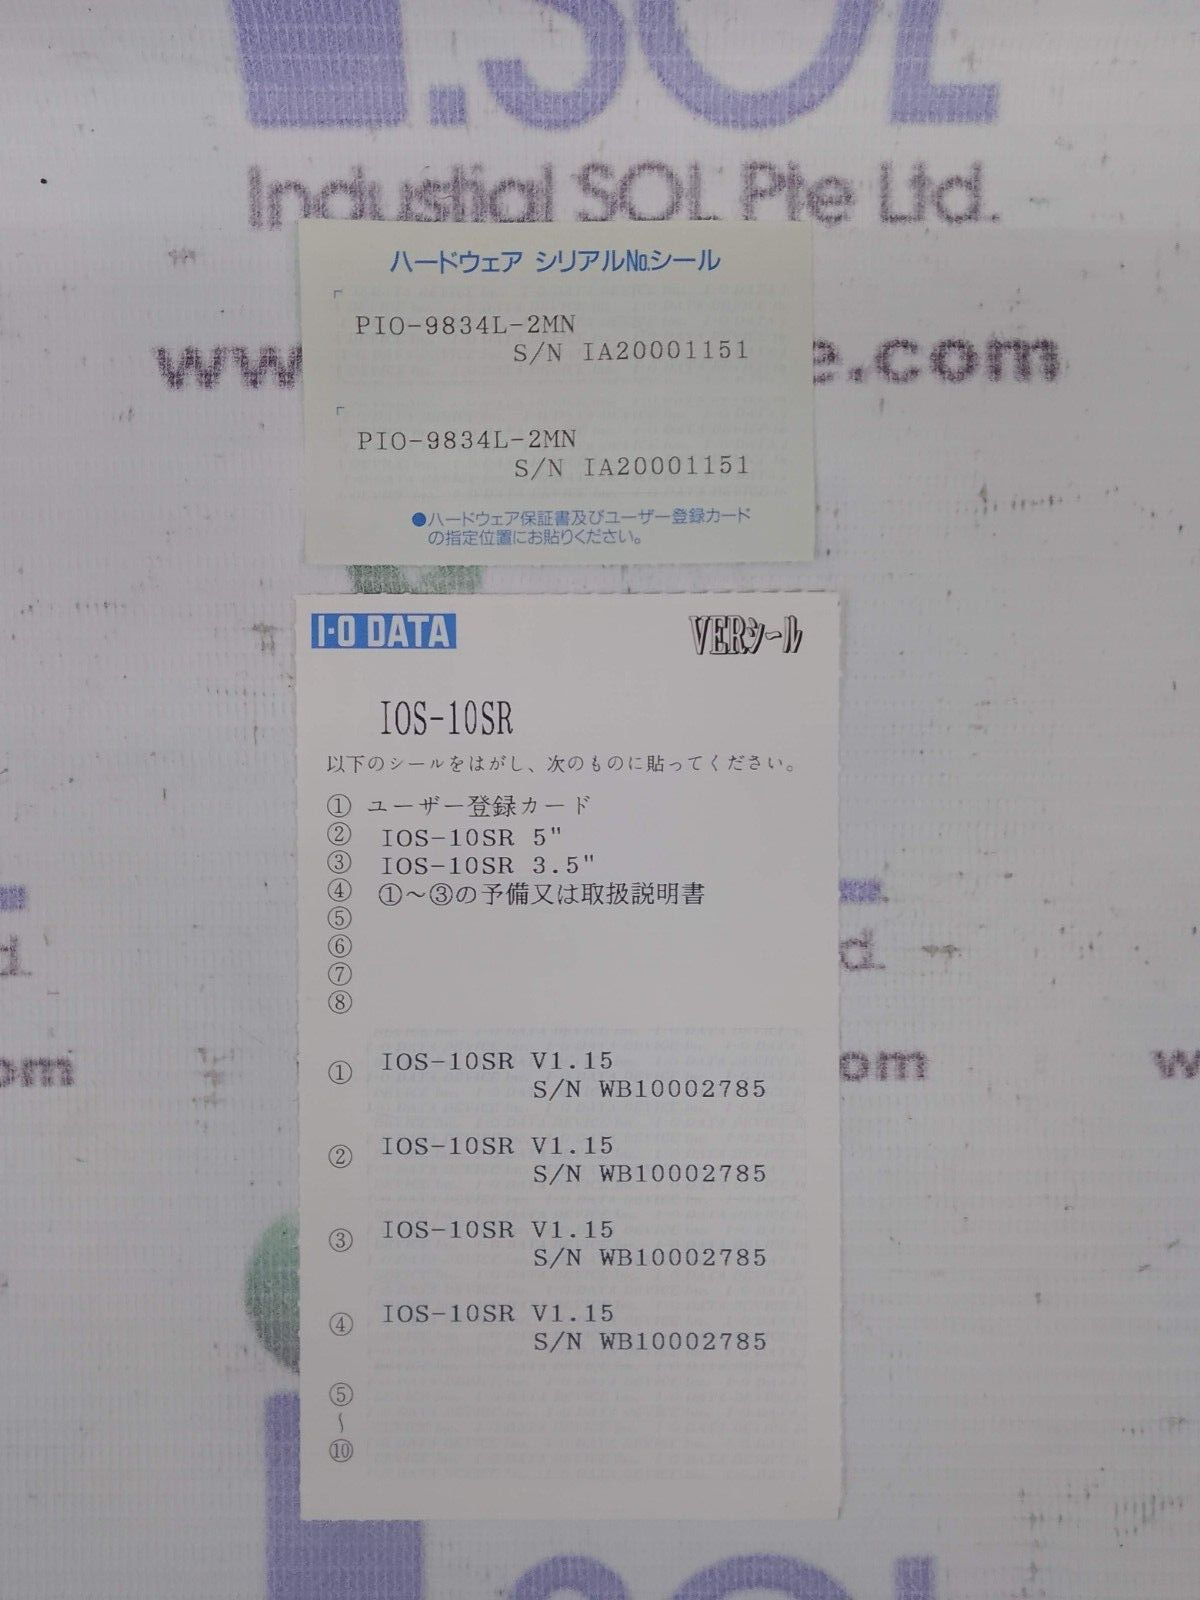 I.SOL
Industial SOL Pte Ltd.
ハードウェア シリアルNo.シール
PIO-9834L-2MN
S/N IA20001151
www
e.com
PIO-9834L-2MN
S/N IA20001151
●ハードウェア保証書及びユーザー登録カード
の指定位置にお貼りください。
I・O DATA
VERシール
IOS-10SR
以下のシールをはがし、次のものに貼ってください。
① ユーザー登録カード
② IOS-10SR 5"
③ IOS-10SR 3.5"
④ ①～③の予備又は取扱説明書
⑤
⑥
⑦
⑧
d.
d.
① IOS-10SR V1.15
S/N WB10002785
om
om
w
② IOS-10SR V1.15
S/N WB10002785
③ IOS-10SR V1.15
S/N WB10002785
④ IOS-10SR V1.15
S/N WB10002785
⑤
～
⑩